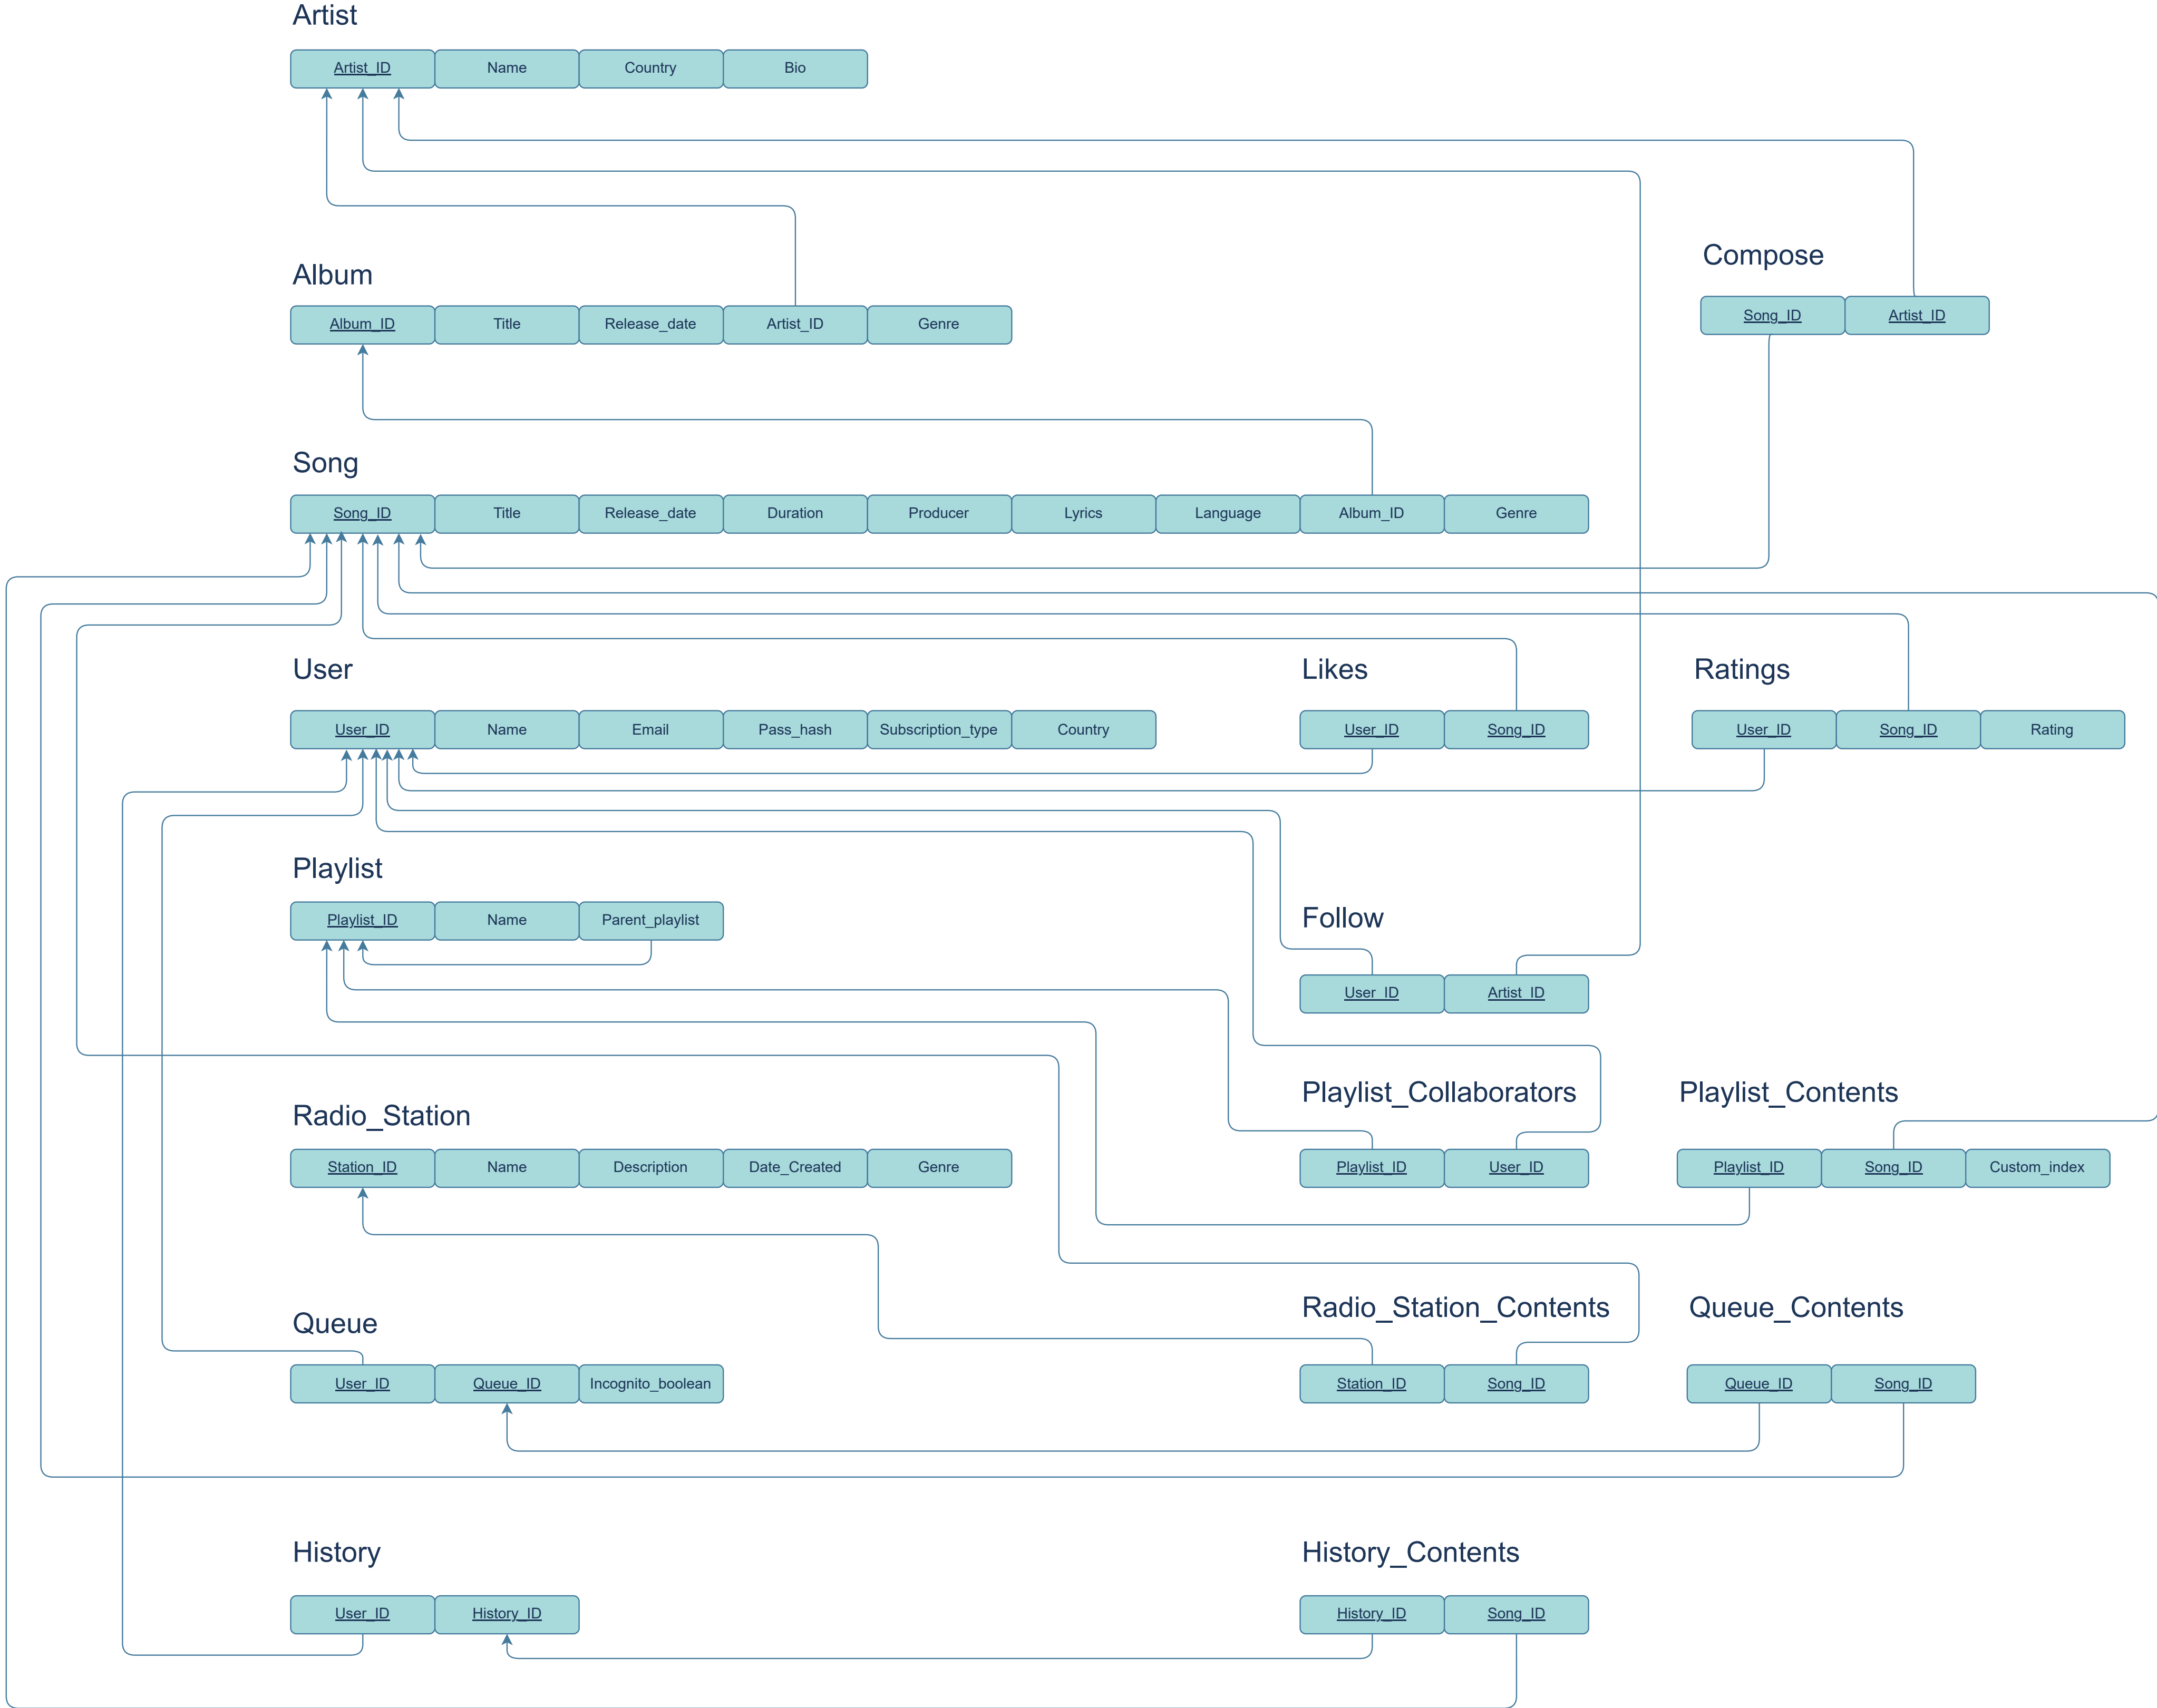 Artist
Artist_ID Name Country Bio
Compose
Album
Song_ID Artist_ID
Album_ID Title Release_date Artist_ID Genre
Song
Song_ID Title Release_date Duration Producer Lyrics Language Album_ID Genre
User Likes Ratings
User_ID Name Email Pass_hash Subscription_type Country User_ID Song_ID User_ID Song_ID Rating
Playlist
Playlist_ID Name Parent_playlist
Follow
User_ID Artist_ID
Playlist_Collaborators Playlist_Contents
Radio_Station
Station_ID Name Description Date_Created Genre Playlist_ID User_ID Playlist_ID Song_ID Custom_index
Radio_Station_Contents Queue_Contents
Queue
User_ID Queue_ID Incognito_boolean Station_ID Song_ID Queue_ID Song_ID
History History_Contents
User_ID History_ID History_ID Song_ID